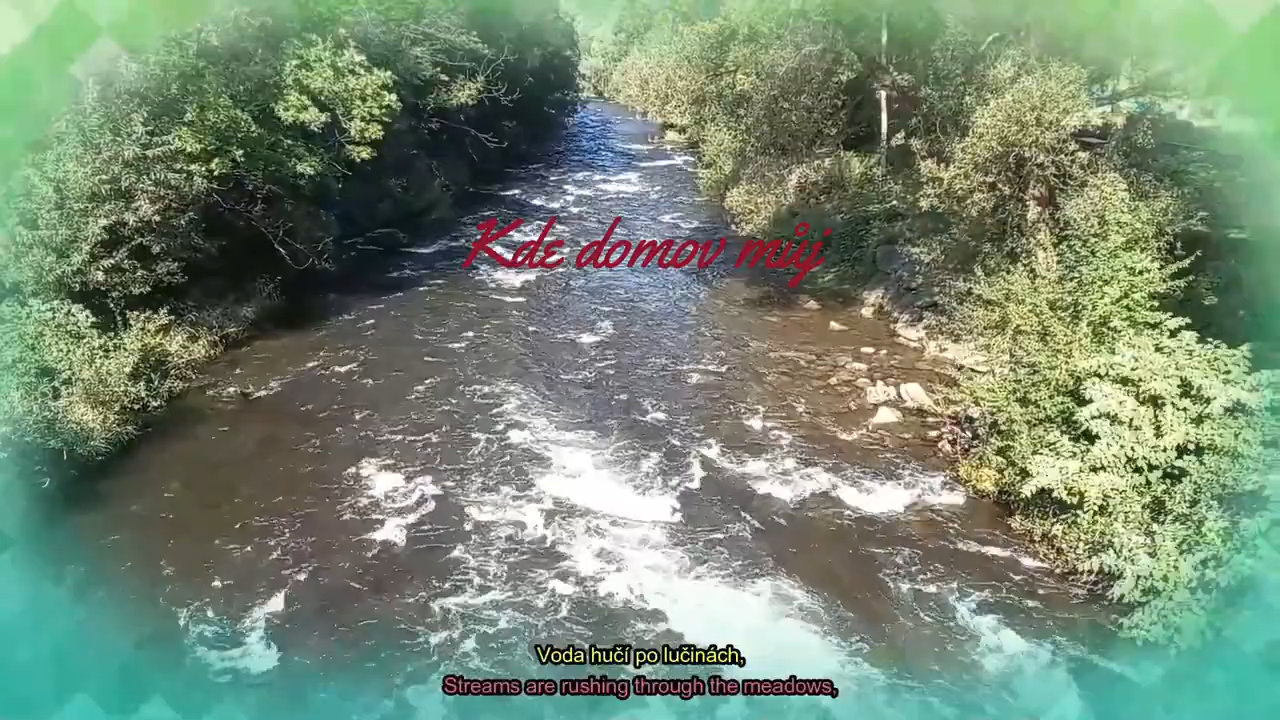 Kde domov můj
Voda hučí po lučinách,
Streams are rushing through the meadows,